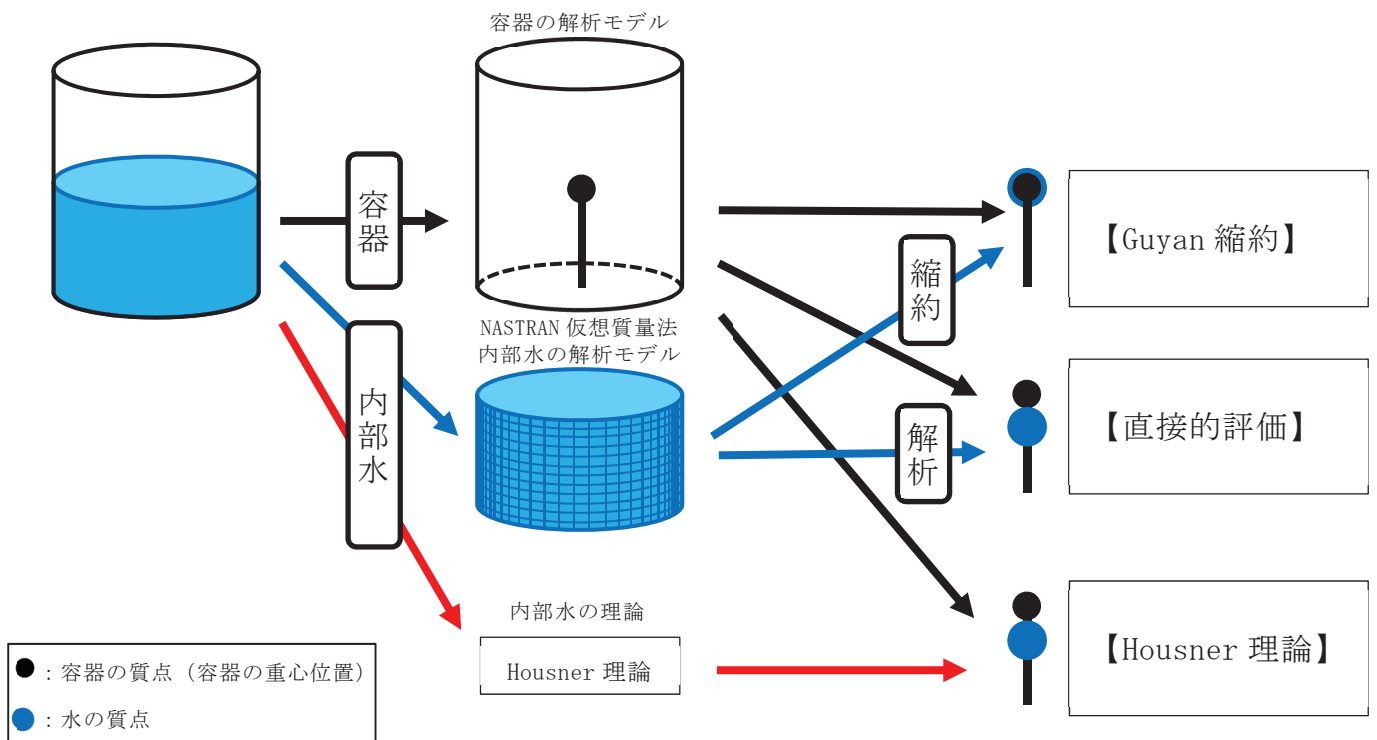 容器の解析モデル
容器
NASTRAN 仮想質量法
内部水の解析モデル
内部水
縮約
【Guyan 縮約】
解析
【直接的評価】
内部水の理論
Housner 理論
【Housner 理論】
：容器の質点（容器の重心位置）
：水の質点